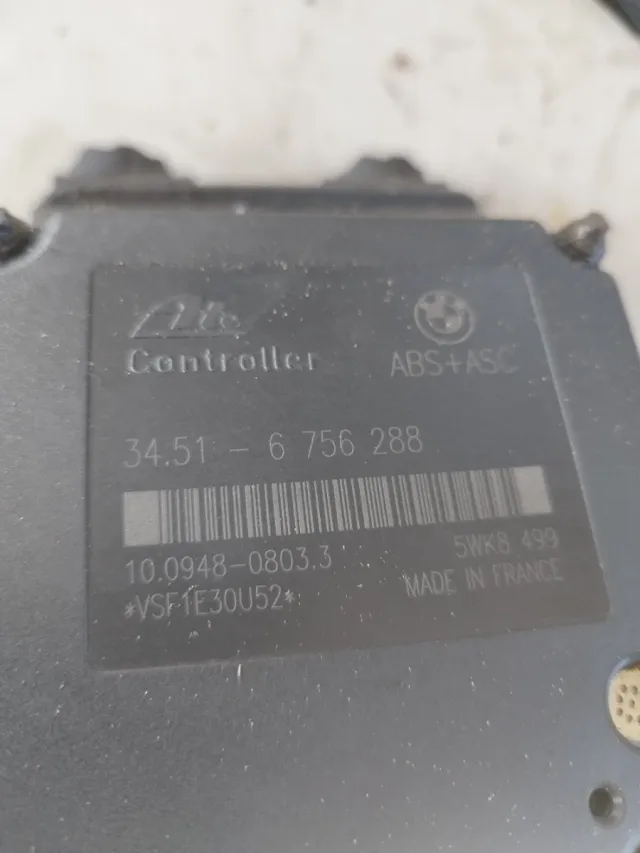 Ate
Controller ABS+ASC
34.51 - 6 756 288
10.0948-0803.3 5WK8 499
*VSF1E30U52* MADE IN FRANCE